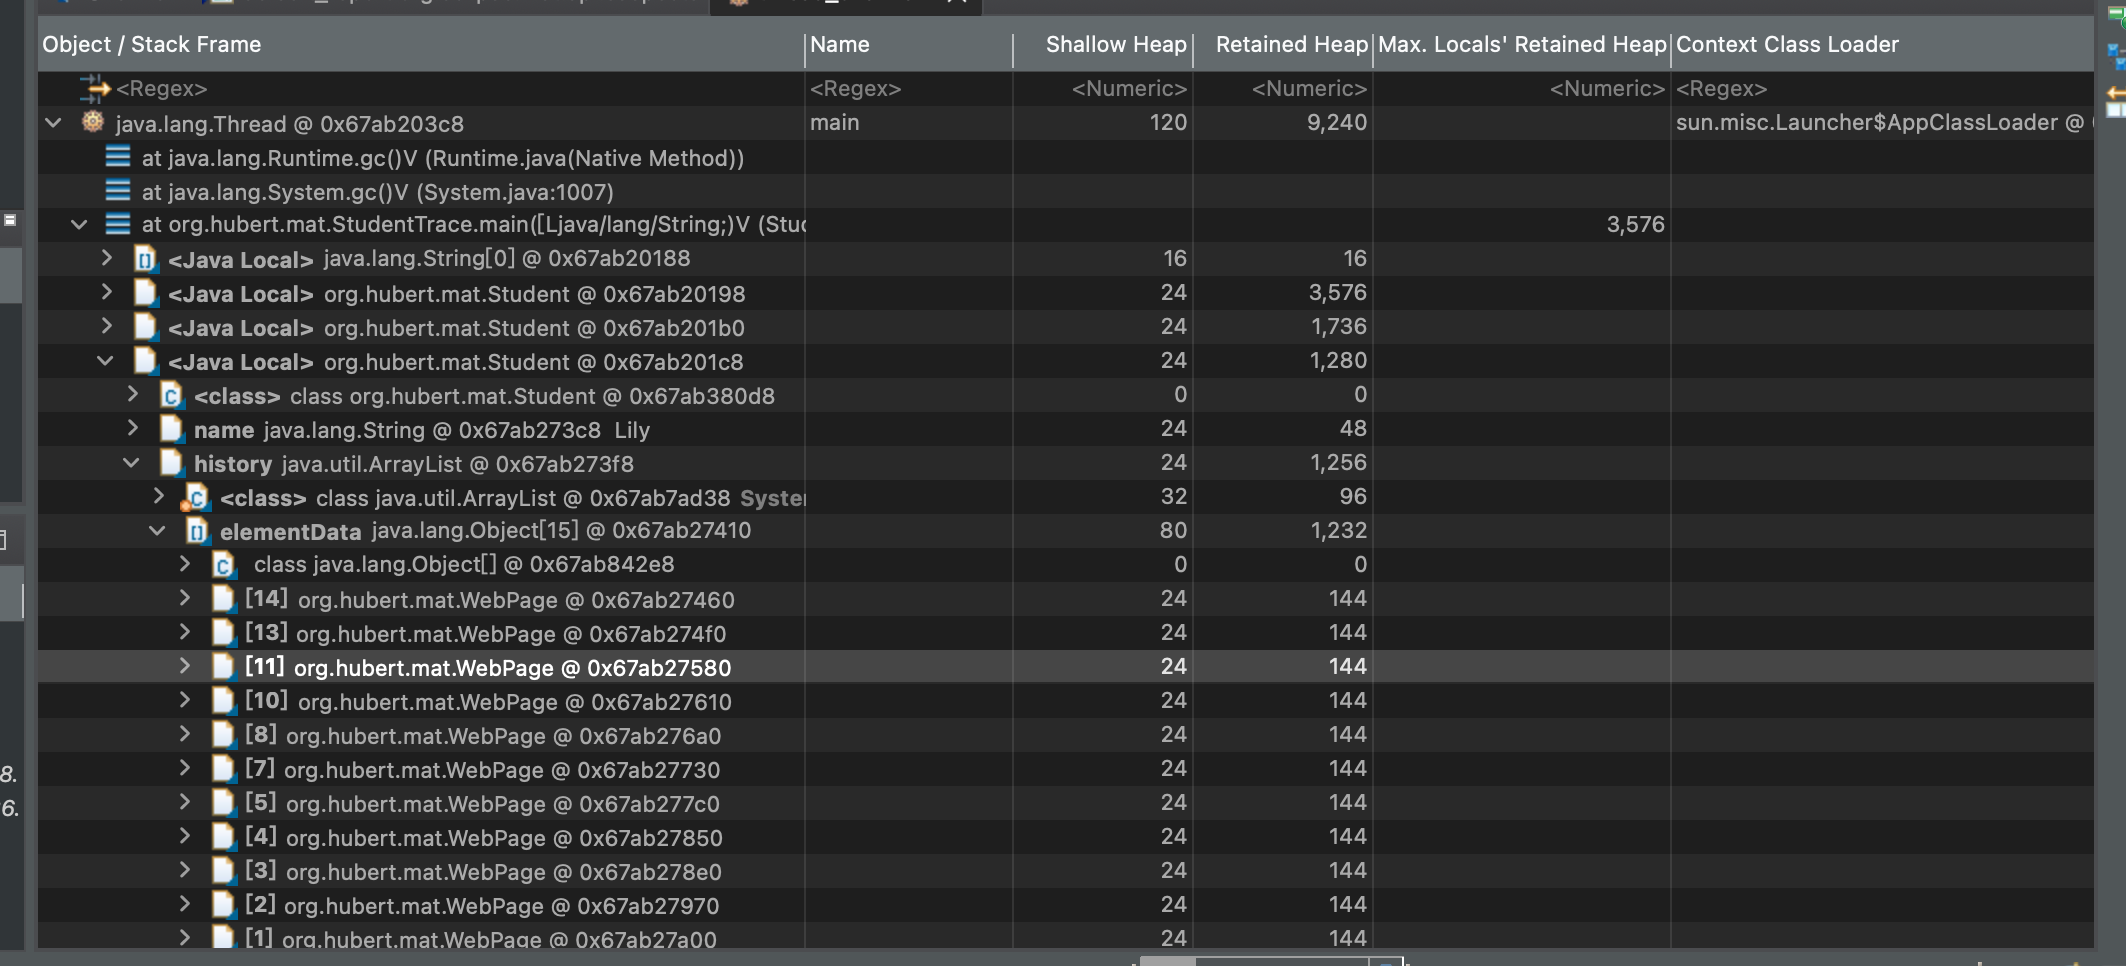 Object / Stack Frame Name Shallow Heap Retained Heap Max. Locals' Retained Heap Context Class Loader
<Regex> <Regex> <Numeric> <Numeric> <Numeric> <Regex>
java.lang.Thread @ 0x67ab203c8 main 120 9,240 sun.misc.Launcher$AppClassLoader @
at java.lang.Runtime.gc()V (Runtime.java(Native Method))
at java.lang.System.gc()V (System.java:1007)
at org.hubert.mat.StudentTrace.main([Ljava/lang/String;)V (Stud 3,576
<Java Local> java.lang.String[0] @ 0x67ab20188 16 16
<Java Local> org.hubert.mat.Student @ 0x67ab20198 24 3,576
<Java Local> org.hubert.mat.Student @ 0x67ab201b0 24 1,736
<Java Local> org.hubert.mat.Student @ 0x67ab201c8 24 1,280
<class> class org.hubert.mat.Student @ 0x67ab380d8 0 0
name java.lang.String @ 0x67ab273c8 Lily 24 48
history java.util.ArrayList @ 0x67ab273f8 24 1,256
<class> class java.util.ArrayList @ 0x67ab7ad38 System 32 96
elementData java.lang.Object[15] @ 0x67ab27410 80 1,232
class java.lang.Object[] @ 0x67ab842e8 0 0
[14] org.hubert.mat.WebPage @ 0x67ab27460 24 144
[13] org.hubert.mat.WebPage @ 0x67ab274f0 24 144
[11] org.hubert.mat.WebPage @ 0x67ab27580 24 144
[10] org.hubert.mat.WebPage @ 0x67ab27610 24 144
[8] org.hubert.mat.WebPage @ 0x67ab276a0 24 144
[7] org.hubert.mat.WebPage @ 0x67ab27730 24 144
[5] org.hubert.mat.WebPage @ 0x67ab277c0 24 144
8.
[4] org.hubert.mat.WebPage @ 0x67ab27850 24 144
6.
[3] org.hubert.mat.WebPage @ 0x67ab278e0 24 144
[2] org.hubert.mat.WebPage @ 0x67ab27970 24 144
[1] org.hubert.mat.WebPage @ 0x67ab27a00 24 144